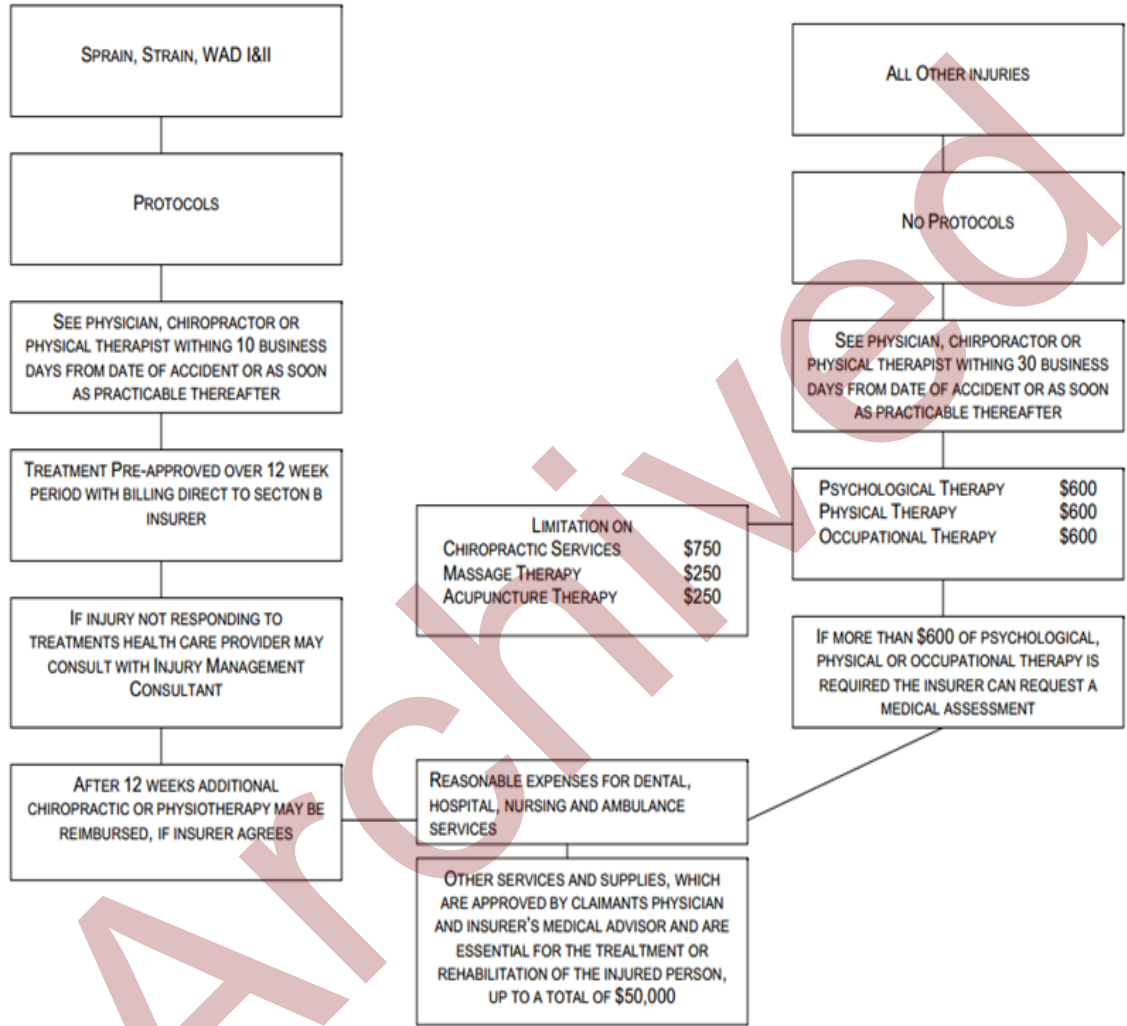 SPRAIN, STRAIN, WAD I&II
PROTOCOLS
SEE PHYSICIAN, CHIROPRACTOR OR
PHYSICAL THERAPIST WITHING 10 BUSINESS
DAYS FROM DATE OF ACCIDENT OR AS SOON
AS PRACTICABLE THEREAFTER
TREATMENT PRE-APPROVED OVER 12 WEEK
PERIOD WITH BILLING DIRECT TO SECTON B
INSURER
IF INJURY NOT RESPONDING TO
TREATMENTS HEALTH CARE PROVIDER MAY
CONSULT WITH INJURY MANAGEMENT
CONSULTANT
AFTER 12 WEEKS ADDITIONAL
CHIROPRACTIC OR PHYSIOTHERAPY MAY BE
REIMBURSED, IF INSURER AGREES
LIMITATION ON
CHIROPRACTIC SERVICES $750
MASSAGE THERAPY $250
ACUPUNCTURE THERAPY $250
REASONABLE EXPENSES FOR DENTAL,
HOSPITAL, NURSING AND AMBULANCE
SERVICES
OTHER SERVICES AND SUPPLIES, WHICH
ARE APPROVED BY CLAIMANTS PHYSICIAN
AND INSURER'S MEDICAL ADVISOR AND ARE
ESSENTIAL FOR THE TREALTMENT OR
REHABILITATION OF THE INJURED PERSON,
UP TO A TOTAL OF $50,000
ALL OTHER INJURIES
NO PROTOCOLS
SEE PHYSICIAN, CHIRPORACTOR OR
PHYSICAL THERAPIST WITHING 30 BUSINESS
DAYS FROM DATE OF ACCIDENT OR AS SOON
AS PRACTICABLE THEREAFTER
PSYCHOLOGICAL THERAPY $600
PHYSICAL THERAPY $600
OCCUPATIONAL THERAPY $600
IF MORE THAN $600 OF PSYCHOLOGICAL,
PHYSICAL OR OCCUPATIONAL THERAPY IS
REQUIRED THE INSURER CAN REQUEST A
MEDICAL ASSESSMENT
Archived